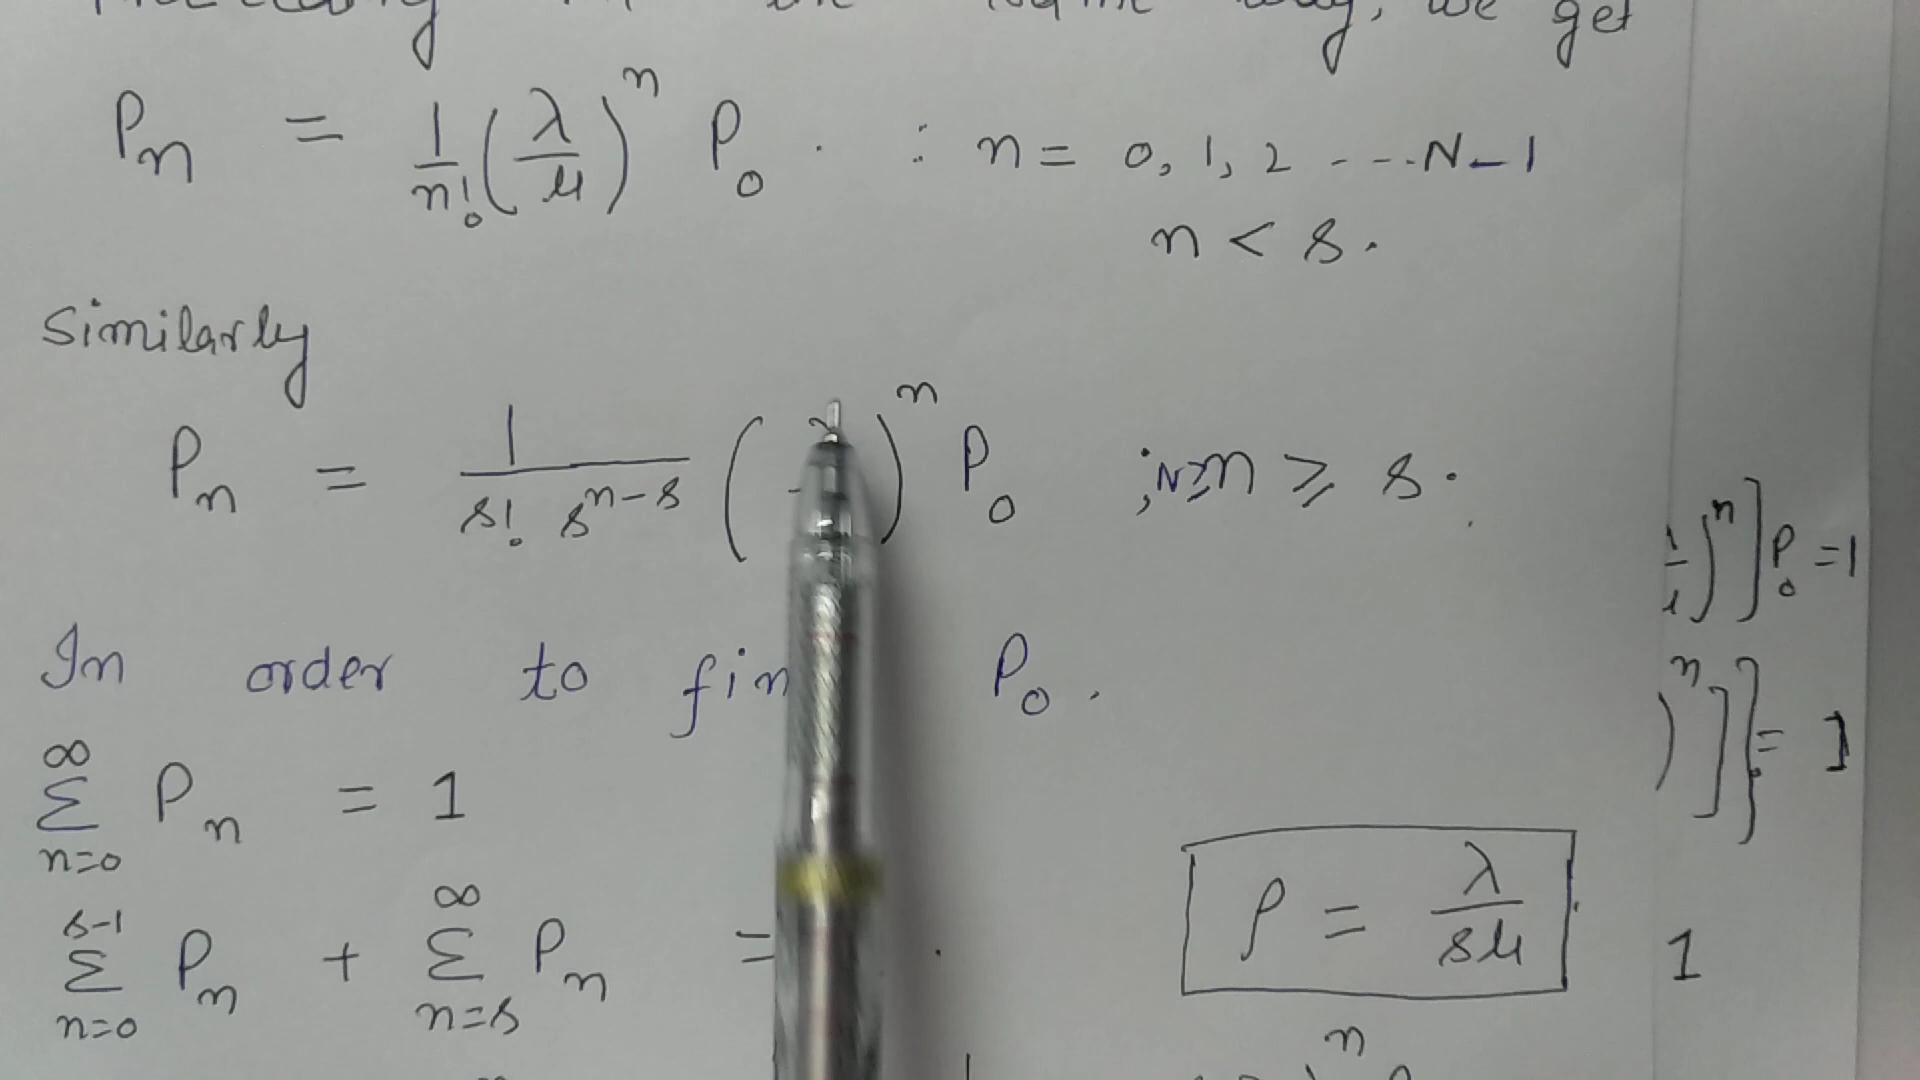 way, we get
Pn = 1/n! (λ/μ)^n P0 . : n = 0, 1, 2 ---- N-1
n < s.
Similarly
Pn = 1/(s! s^(n-s)) ( )^n P0 ; N≥n ≥ s.
In order to fin P0.
∑_{n=0}^{∞} Pn = 1
∑_{n=0}^{s-1} Pn + ∑_{n=s}^{∞} Pn =
ρ = λ/sμ
)^n ] P0 = 1
)^n ] } = 1
1
n